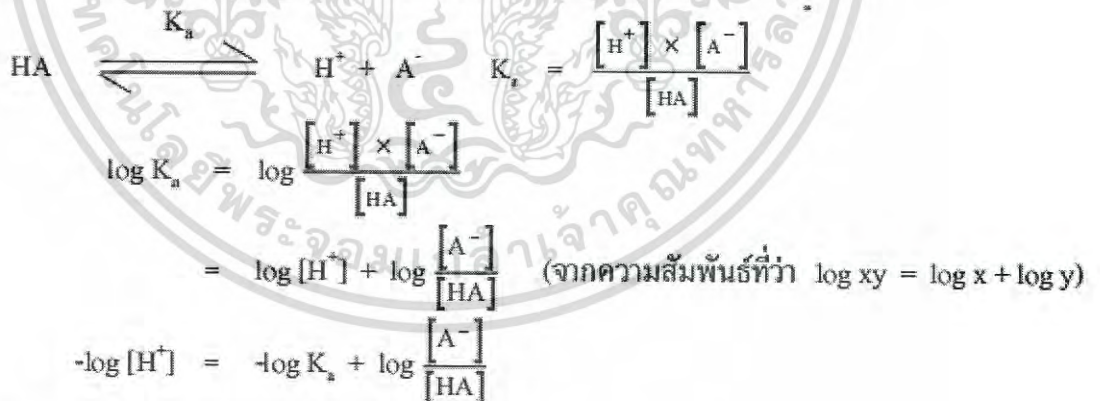 HA ⇌ H⁺ + A⁻ Kₐ = [H⁺] × [A⁻] / [HA]
Kₐ
log Kₐ = log [H⁺] × [A⁻] / [HA]
= log [H⁺] + log [A⁻] / [HA] (จากความสัมพันธ์ที่ว่า log xy = log x + log y)
-log [H⁺] = -log Kₐ + log [A⁻] / [HA]